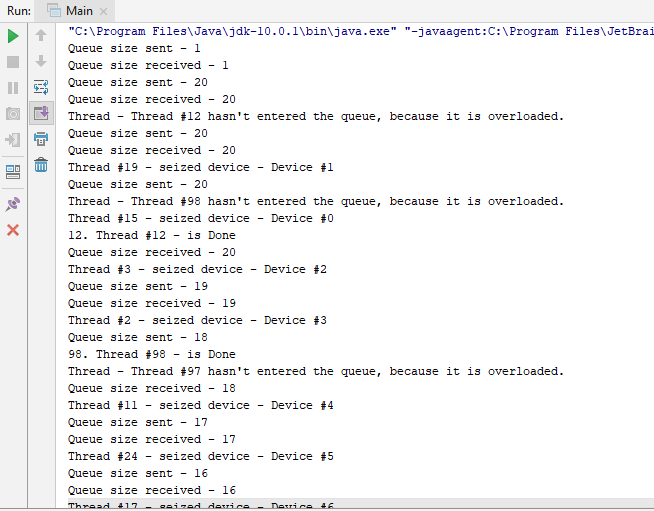 Run: Main
"C:\Program Files\Java\jdk-10.0.1\bin\java.exe" "-javaagent:C:\Program Files\JetBrai
Queue size sent - 1
Queue size received - 1
Queue size sent - 20
Queue size received - 20
Thread - Thread #12 hasn't entered the queue, because it is overloaded.
Queue size sent - 20
Queue size received - 20
Thread #19 - seized device - Device #1
Queue size sent - 20
Thread - Thread #98 hasn't entered the queue, because it is overloaded.
Thread #15 - seized device - Device #0
12. Thread #12 - is Done
Queue size received - 20
Thread #3 - seized device - Device #2
Queue size sent - 19
Queue size received - 19
Thread #2 - seized device - Device #3
Queue size sent - 18
98. Thread #98 - is Done
Thread - Thread #97 hasn't entered the queue, because it is overloaded.
Queue size received - 18
Thread #11 - seized device - Device #4
Queue size sent - 17
Queue size received - 17
Thread #24 - seized device - Device #5
Queue size sent - 16
Queue size received - 16
Thread #17 - seized device - Device #6